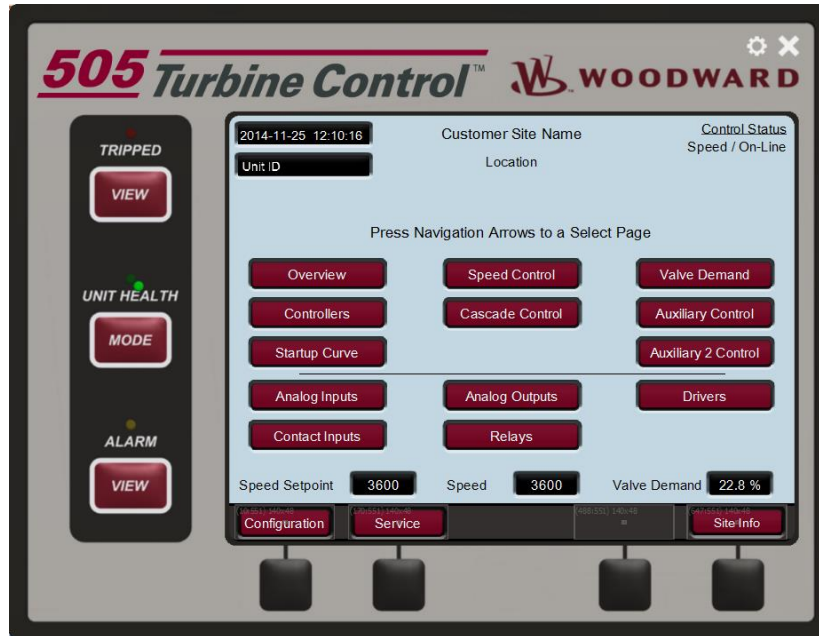 505 Turbine Control™
WOODWARD
TRIPPED
VIEW
UNIT HEALTH
MODE
ALARM
VIEW
2014-11-25 12:10:16
Customer Site Name
Control Status
Unit ID
Location
Speed / On-Line
Press Navigation Arrows to a Select Page
Overview
Speed Control
Valve Demand
Controllers
Cascade Control
Auxiliary Control
Startup Curve
Auxiliary 2 Control
Analog Inputs
Analog Outputs
Drivers
Contact Inputs
Relays
Speed Setpoint 3600
Speed 3600
Valve Demand 22.8 %
Configuration
Service
Site Info